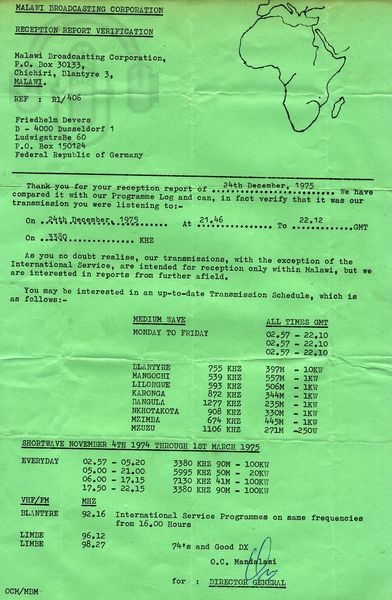 MALAWI BROADCASTING CORPORATION
RECEPTION REPORT VERIFICATION
Malawi Broadcasting Corporation,
P.O. Box 30133,
Chichiri, Blantyre 3,
MALAWI.
REF : R1/406
Friedhelm Devers
D - 4000 Dusseldorf 1
LudwigstraBe 60
P.O. Box 150124
Federal Republic of Germany
Thank you for your reception report of 24th December, 1975 We have
compared it with our Programme Log and can, in fact verify that it was our
transmission you were listening to:-
On 24th December, 1975 At 21.46 To 22.12 GMT
On 3380 KHZ
As you no doubt realise, our transmissions, with the exception of the
International Service, are intended for reception only within Malawi, but we
are interested in reports from further afield.
You may be interested in an up-to-date Transmission Schedule, which is
as follows:-
MEDIUM WAVE ALL TIMES GMT
MONDAY TO FRIDAY 02.57 - 22.10
02.57 - 22.10
02.57 - 22.10
BLANTYRE 755 KHZ 397M - 10KW
MANGOCHI 539 KHZ 557M - 1KW
LILONGWE 593 KHZ 506M - 1KW
KARONGA 872 KHZ 344M - 1KW
DANGULA 1277 KHZ 235M - 1KW
NKHOTAKOTA 908 KHZ 330M - 1KW
MZIMBA 674 KHZ 445M - 1KW
MZUZU 1106 KHZ 271M -250W
SHORTWAVE NOVEMBER 4TH 1974 THROUGH 1ST MARCH 1975
EVERYDAY 02.57 - 05.20 3380 KHZ 90M - 100KW
05.00 - 21.00 5995 KHZ 50M - 20KW
06.00 - 17.15 7130 KHZ 41M - 100KW
17.50 - 22.15 3380 KHZ 90M - 100KW
VHF/FM MHZ
BLANTYRE 92.16 International Service Programmes on same frequencies
from 16.00 Hours
LIMBE 96.12
LIMBE 98.27 74's and Good DX
O.C. Mandalasi
for : DIRECTOR GENERAL
OCM/MBM